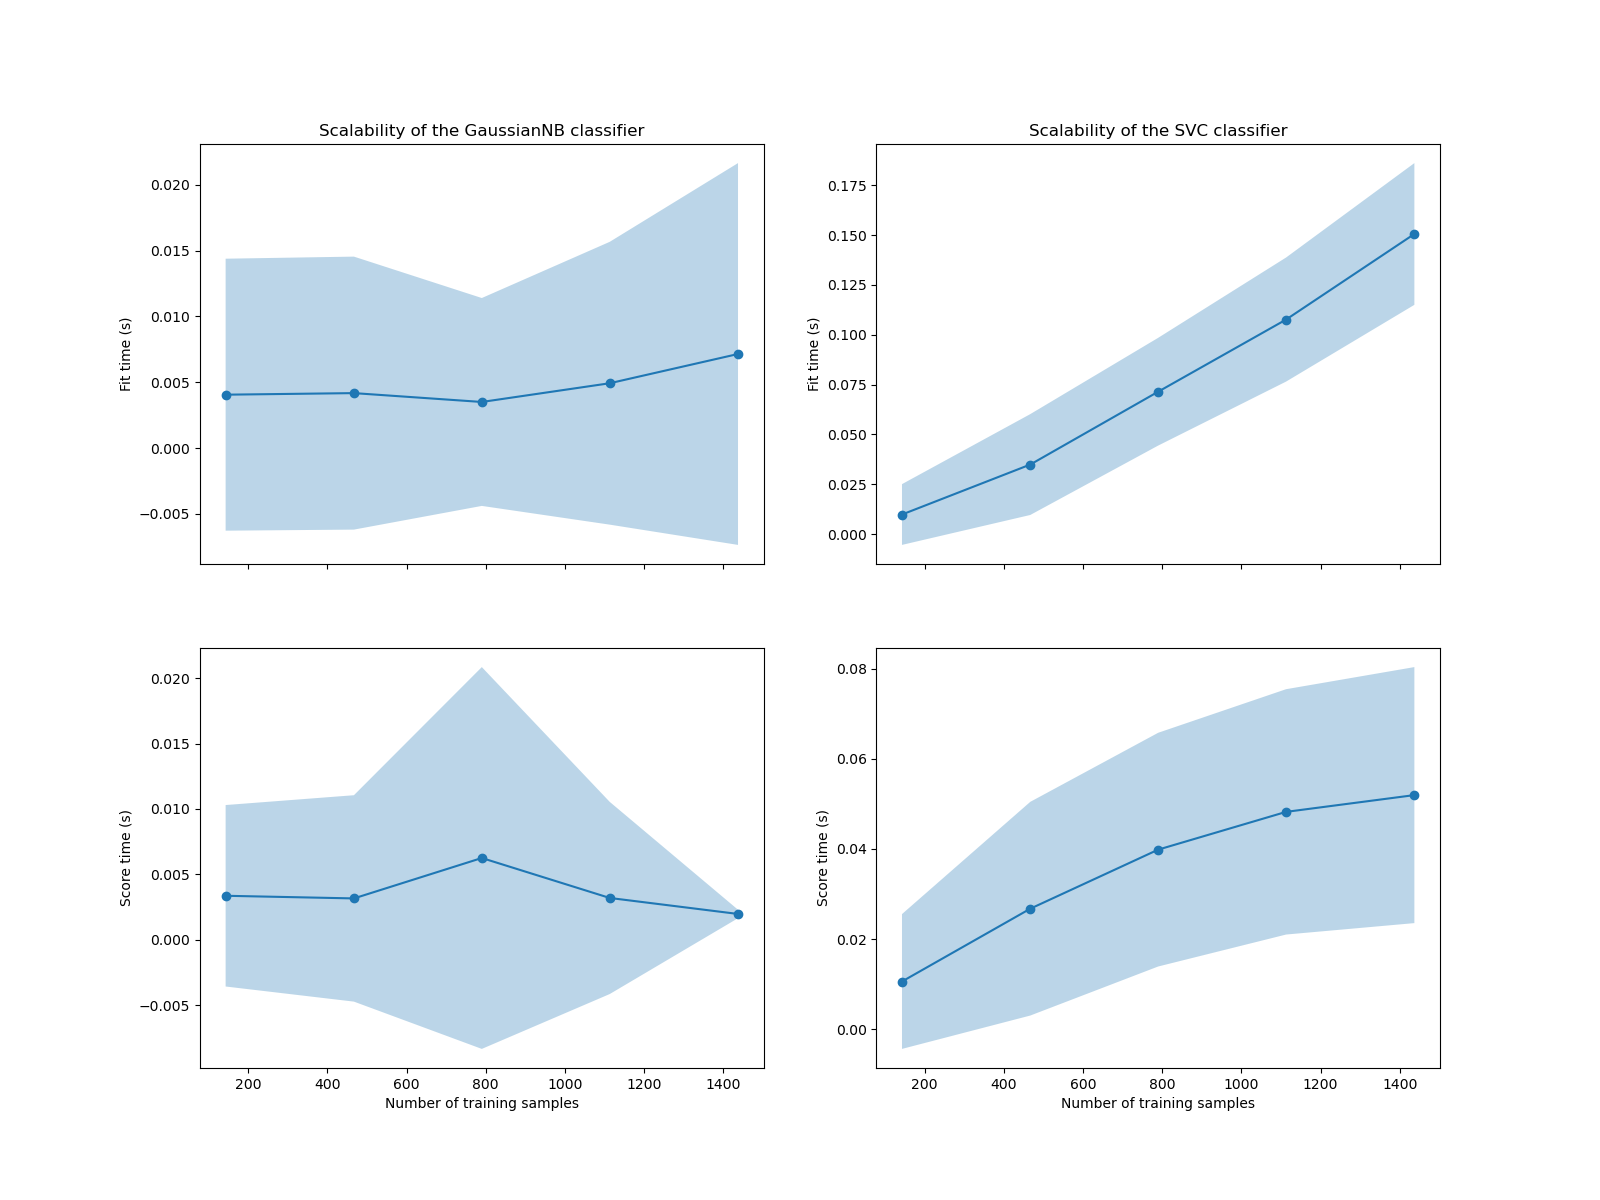 Scalability of the GaussianNB classifier
Fit time (s)
0.020
0.015
0.010
0.005
0.000
−0.005
Scalability of the SVC classifier
Fit time (s)
0.175
0.150
0.125
0.100
0.075
0.050
0.025
0.000
Score time (s)
0.020
0.015
0.010
0.005
0.000
−0.005
200 400 600 800 1000 1200 1400
Number of training samples
Score time (s)
0.08
0.06
0.04
0.02
0.00
200 400 600 800 1000 1200 1400
Number of training samples